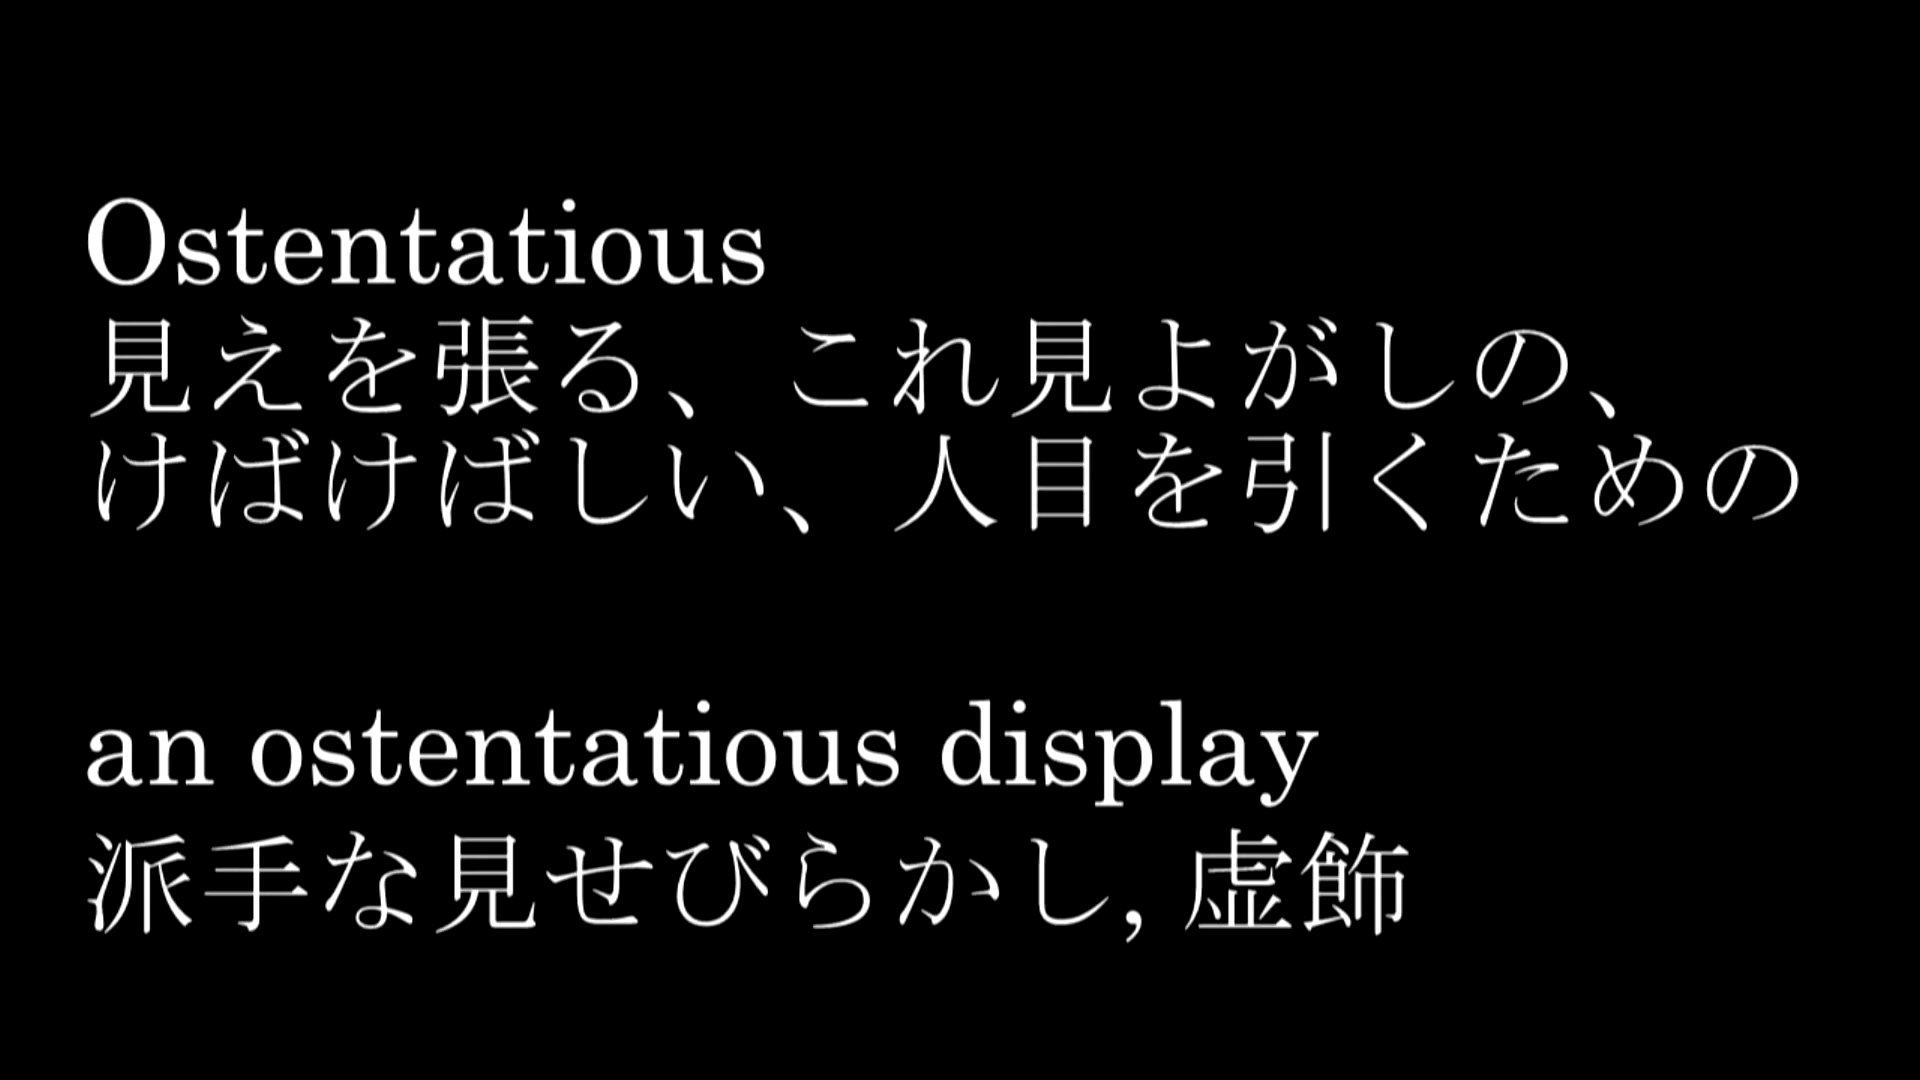 Ostentatious
見えを張る、これ見よがしの、
けばけばしい、人目を引くための
an ostentatious display
派手な見せびらかし, 虚飾